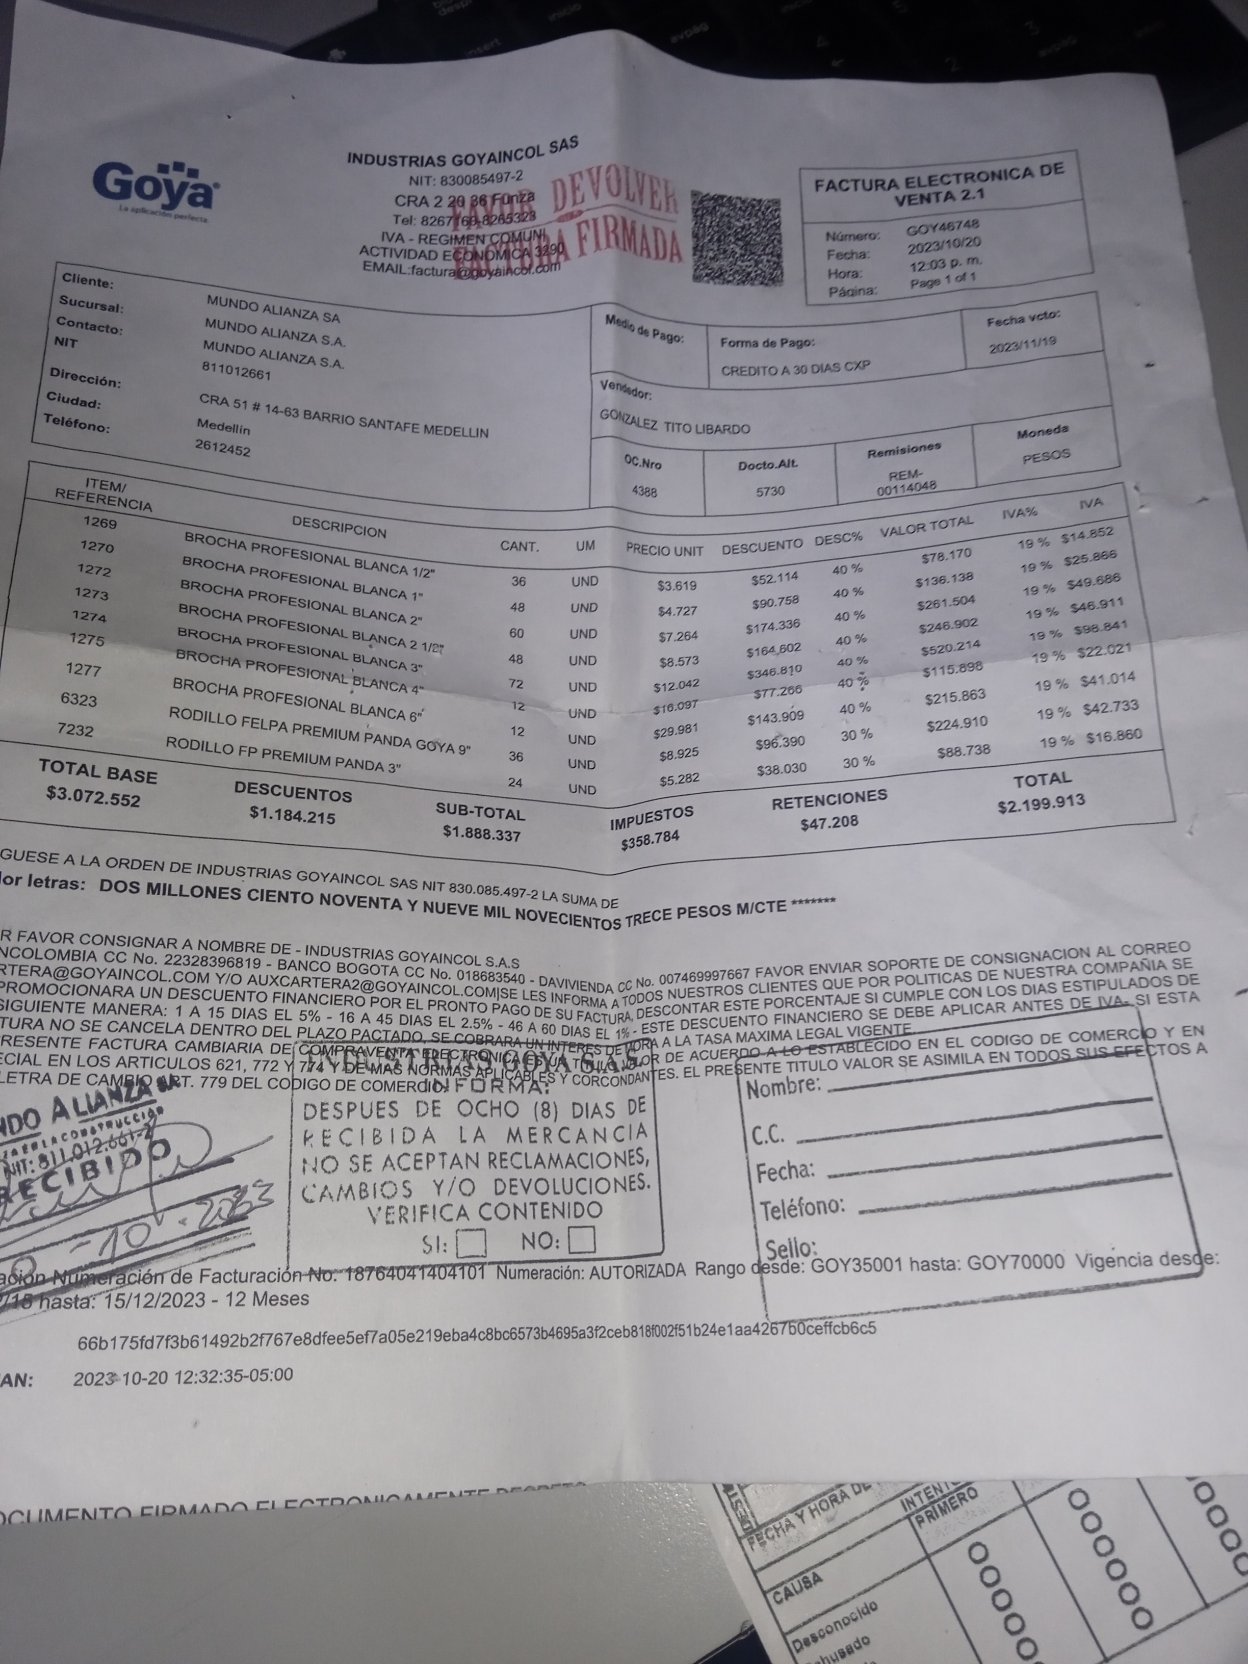 Goya
La aplicación perfecta.
INDUSTRIAS GOYAINCOL SAS
NIT: 830085497-2
CRA 2 20 36 Funza
Tel: 8267160-8265323
IVA - REGIMEN COMUN
ACTIVIDAD ECONOMICA 3290
EMAIL:factura@goyaincol.com
FAVOR DEVOLVER
FACTURA FIRMADA
FACTURA ELECTRONICA DE
VENTA 2.1
Número: GOY46748
Fecha: 2023/10/20
Hora: 12:03 p. m.
Página: Page 1 of 1
Cliente: MUNDO ALIANZA SA
Sucursal: MUNDO ALIANZA S.A.
Contacto: MUNDO ALIANZA S.A.
NIT 811012661
Dirección: CRA 51 # 14-63 BARRIO SANTAFE MEDELLIN
Ciudad: Medellín
Teléfono: 2612452
Medio de Pago:
Forma de Pago:
CREDITO A 30 DIAS CXP
Fecha vcto:
2023/11/19
Vendedor:
GONZALEZ TITO LIBARDO
OC.Nro Docto.Alt. Remisiones Moneda
4388 5730 REM-00114048 PESOS
ITEM/ REFERENCIA DESCRIPCION CANT. UM PRECIO UNIT DESCUENTO DESC% VALOR TOTAL IVA% IVA
1269 BROCHA PROFESIONAL BLANCA 1/2" 36 UND $3.619 $52.114 40 % $78.170 19 % $14.852
1270 BROCHA PROFESIONAL BLANCA 1" 48 UND $4.727 $90.758 40 % $136.138 19 % $25.866
1272 BROCHA PROFESIONAL BLANCA 2" 60 UND $7.264 $174.336 40 % $261.504 19 % $49.686
1273 BROCHA PROFESIONAL BLANCA 2 1/2" 48 UND $8.573 $164.602 40 % $246.902 19 % $46.911
1274 BROCHA PROFESIONAL BLANCA 3" 72 UND $12.042 $346.810 40 % $520.214 19 % $98.841
1275 BROCHA PROFESIONAL BLANCA 4" 12 UND $16.097 $77.266 40 % $115.898 19 % $22.021
1277 BROCHA PROFESIONAL BLANCA 6" 12 UND $29.981 $143.909 40 % $215.863 19 % $41.014
6323 RODILLO FELPA PREMIUM PANDA GOYA 9" 36 UND $8.925 $96.390 30 % $224.910 19 % $42.733
7232 RODILLO FP PREMIUM PANDA 3" 24 UND $5.282 $38.030 30 % $88.738 19 % $16.860
TOTAL BASE DESCUENTOS SUB-TOTAL IMPUESTOS RETENCIONES TOTAL
$3.072.552 $1.184.215 $1.888.337 $358.784 $47.208 $2.199.913
GUESE A LA ORDEN DE INDUSTRIAS GOYAINCOL SAS NIT 830.085.497-2 LA SUMA DE
lor letras: DOS MILLONES CIENTO NOVENTA Y NUEVE MIL NOVECIENTOS TRECE PESOS M/CTE *******
R FAVOR CONSIGNAR A NOMBRE DE - INDUSTRIAS GOYAINCOL S.A.S
NCOLOMBIA CC No. 22328396819 - BANCO BOGOTA CC No. 018683540 - DAVIVIENDA CC No. 007469997667 FAVOR ENVIAR SOPORTE DE CONSIGNACION AL CORREO
RTERA@GOYAINCOL.COM Y/O AUXCARTERA2@GOYAINCOL.COM|SE LES INFORMA A TODOS NUESTROS CLIENTES QUE POR POLITICAS DE NUESTRA COMPAÑIA SE
PROMOCIONARA UN DESCUENTO FINANCIERO POR EL PRONTO PAGO DE SU FACTURA, DESCONTAR ESTE PORCENTAJE SI CUMPLE CON LOS DIAS ESTIPULADOS DE
SIGUIENTE MANERA: 1 A 15 DIAS EL 5% - 16 A 45 DIAS EL 2.5% - 46 A 60 DIAS EL 1% - ESTE DESCUENTO FINANCIERO SE DEBE APLICAR ANTES DE IVA. SI ESTA
TURA NO SE CANCELA DENTRO DEL PLAZO PACTADO, SE COBRARA UN INTERES DE MORA A LA TASA MAXIMA LEGAL VIGENTE
RESENTE FACTURA CAMBIARIA DE COMPRAVENTA ELECTRONICA ES UN TITULO VALOR DE ACUERDO A LO ESTABLECIDO EN EL CODIGO DE COMERCIO Y EN
ECIAL EN LOS ARTICULOS 621, 772 Y 774 Y DEMAS NORMAS APLICABLES Y CORCONDANTES. EL PRESENTE TITULO VALOR SE ASIMILA EN TODOS SUS EFECTOS A
LETRA DE CAMBIO ART. 779 DEL CODIGO DE COMERCIO.
NDO ALIANZA S.A.
NIT: 811.012.661-2
RECIBIDO
-10-2023
INDUSTRIAS GOYA S.A.S.
INFORMA:
DESPUES DE OCHO (8) DIAS DE
RECIBIDA LA MERCANCIA
NO SE ACEPTAN RECLAMACIONES,
CAMBIOS Y/O DEVOLUCIONES.
VERIFICA CONTENIDO
SI: NO:
Nombre:
C.C.
Fecha:
Teléfono:
Sello:
ación Numeración de Facturación No. 18764041404101 Numeración: AUTORIZADA Rango desde: GOY35001 hasta: GOY70000 Vigencia desde:
/15 hasta: 15/12/2023 - 12 Meses
66b175fd7f3b61492b2f767e8dfee5ef7a05e219eba4c8bc6573b4695a3f2ceb818f002f51b24e1aa4267b0ceffcb6c5
AN: 2023-10-20 12:32:35-05:00
OCUMENTO FIRMADO ELECTRONICAMENTE
FECHA Y HORA DE
INTENT
PRIMERO
CAUSA
Desconocido
husado